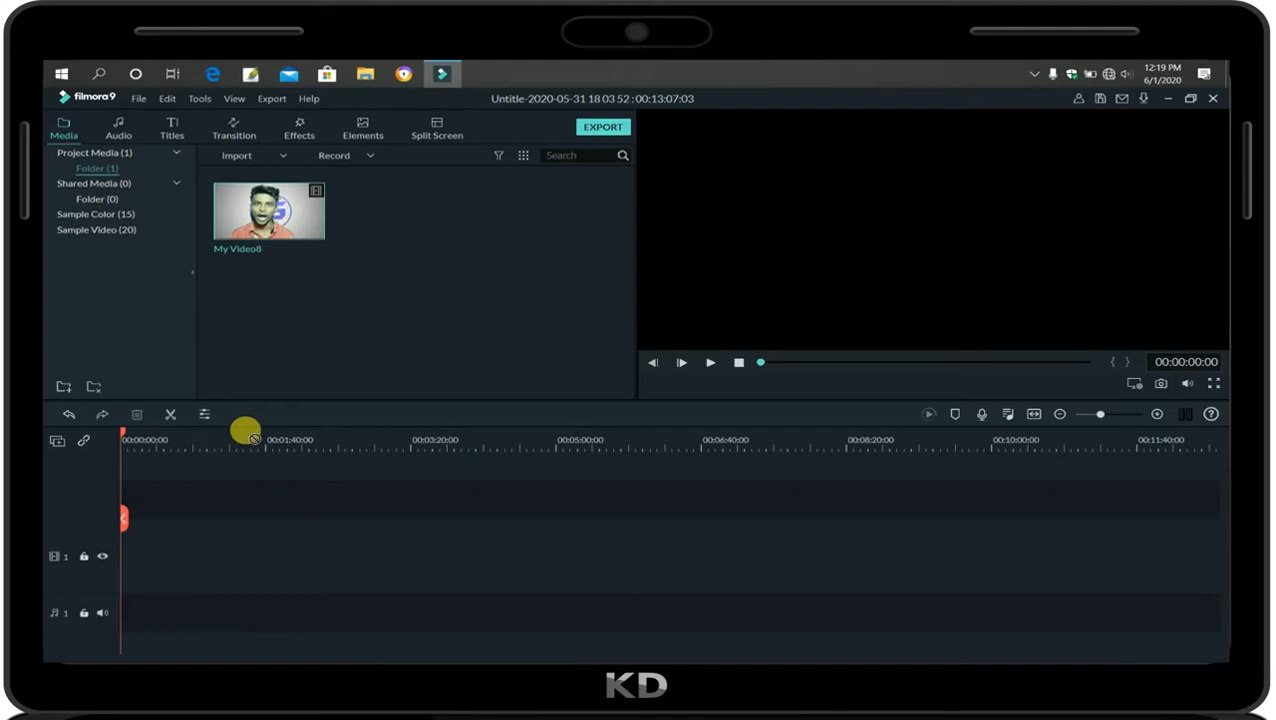 12:19 PM
6/1/2020
filmora9 File Edit Tools View Export Help Untitle-2020-05-31 18 03 52 : 00:13:07:03
Media Audio Titles Transition Effects Elements Split Screen EXPORT
Project Media (1)
Folder (1)
Shared Media (0)
Folder (0)
Sample Color (15)
Sample Video (20)
Import Record Search
My Video8
00:00:00:00
00:00:00:00 00:01:40:00 00:03:20:00 00:05:00:00 00:06:40:00 00:08:20:00 00:10:00:00 00:11:40:00
1
1
KD